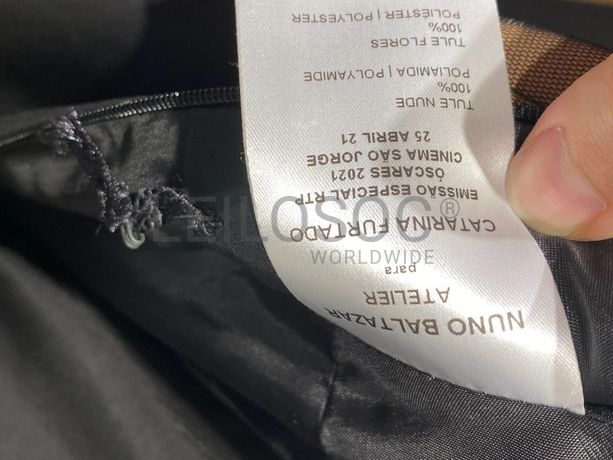 NUNO BALTAZAR
ATELIER
para
CATARINA FURTADO
EMISSÃO ESPECIAL RTP
ÓSCARES 2021
CINEMA SÃO JORGE
25 ABRIL 21
TULE NUDE
100%
POLIAMIDA | POLYAMIDE
TULE FLORES
100%
POLIÉSTER | POLYESTER
LEILOSOC®
WORLDWIDE